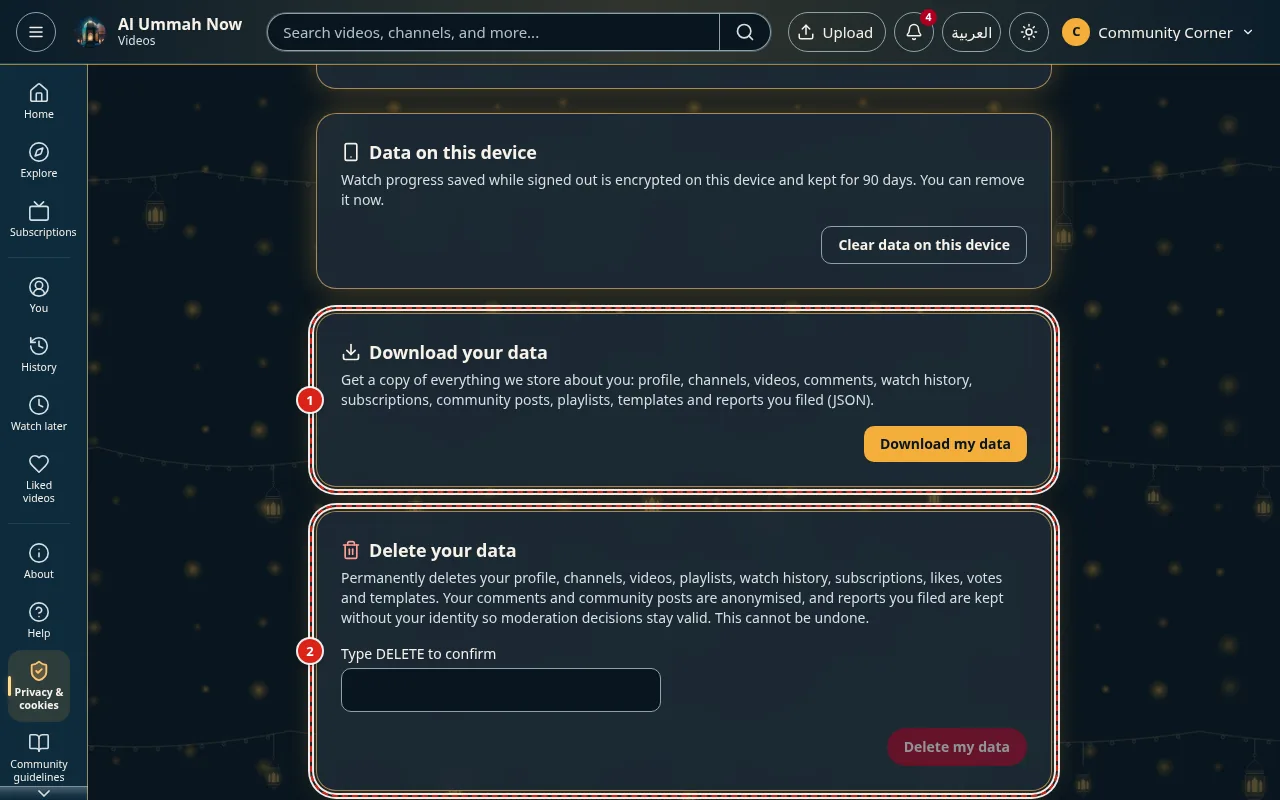 Al Ummah Now
Videos
Search videos, channels, and more...
Upload
4
العربية
C
Community Corner
Home
Explore
Subscriptions
You
History
Watch later
Liked
videos
About
Help
Privacy &
cookies
Community
guidelines
Data on this device
Watch progress saved while signed out is encrypted on this device and kept for 90 days. You can remove
it now.
Clear data on this device
1
Download your data
Get a copy of everything we store about you: profile, channels, videos, comments, watch history,
subscriptions, community posts, playlists, templates and reports you filed (JSON).
Download my data
2
Delete your data
Permanently deletes your profile, channels, videos, playlists, watch history, subscriptions, likes, votes
and templates. Your comments and community posts are anonymised, and reports you filed are kept
without your identity so moderation decisions stay valid. This cannot be undone.
Type DELETE to confirm
Delete my data